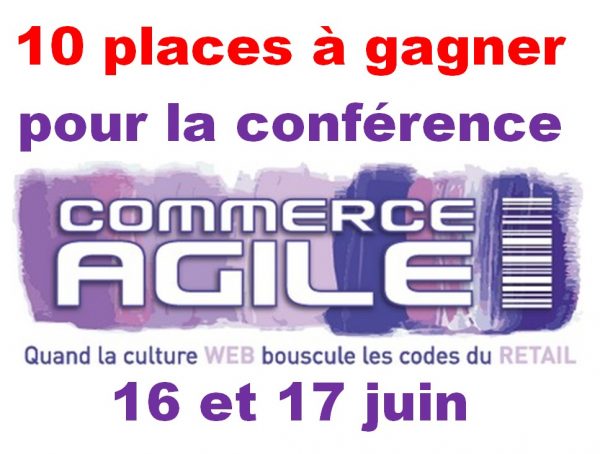 10 places à gagner
pour la conférence
COMMERCE
AGILE
Quand la culture WEB bouscule les codes du RETAIL
16 et 17 juin